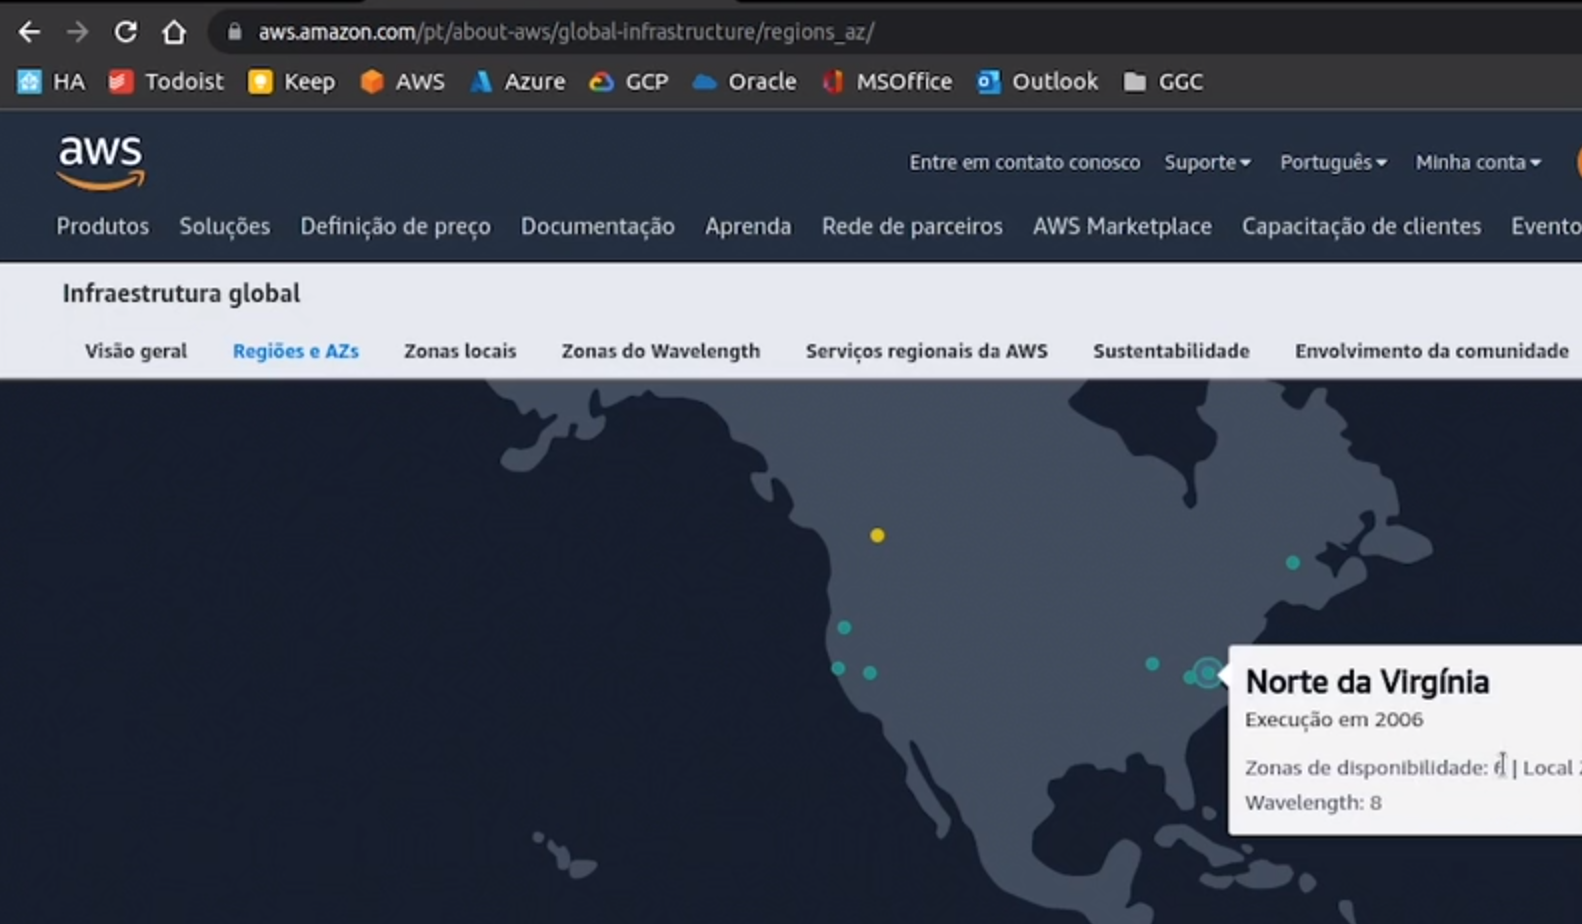 aws.amazon.com/pt/about-aws/global-infrastructure/regions_az/
HA Todoist Keep AWS Azure GCP Oracle MSOffice Outlook GGC
aws
Entre em contato conosco Suporte Português Minha conta
Produtos Soluções Definição de preço Documentação Aprenda Rede de parceiros AWS Marketplace Capacitação de clientes Evento
Infraestrutura global
Visão geral Regiões e AZs Zonas locais Zonas do Wavelength Serviços regionais da AWS Sustentabilidade Envolvimento da comunidade
Norte da Virgínia
Execução em 2006
Zonas de disponibilidade: | Local
Wavelength: 8